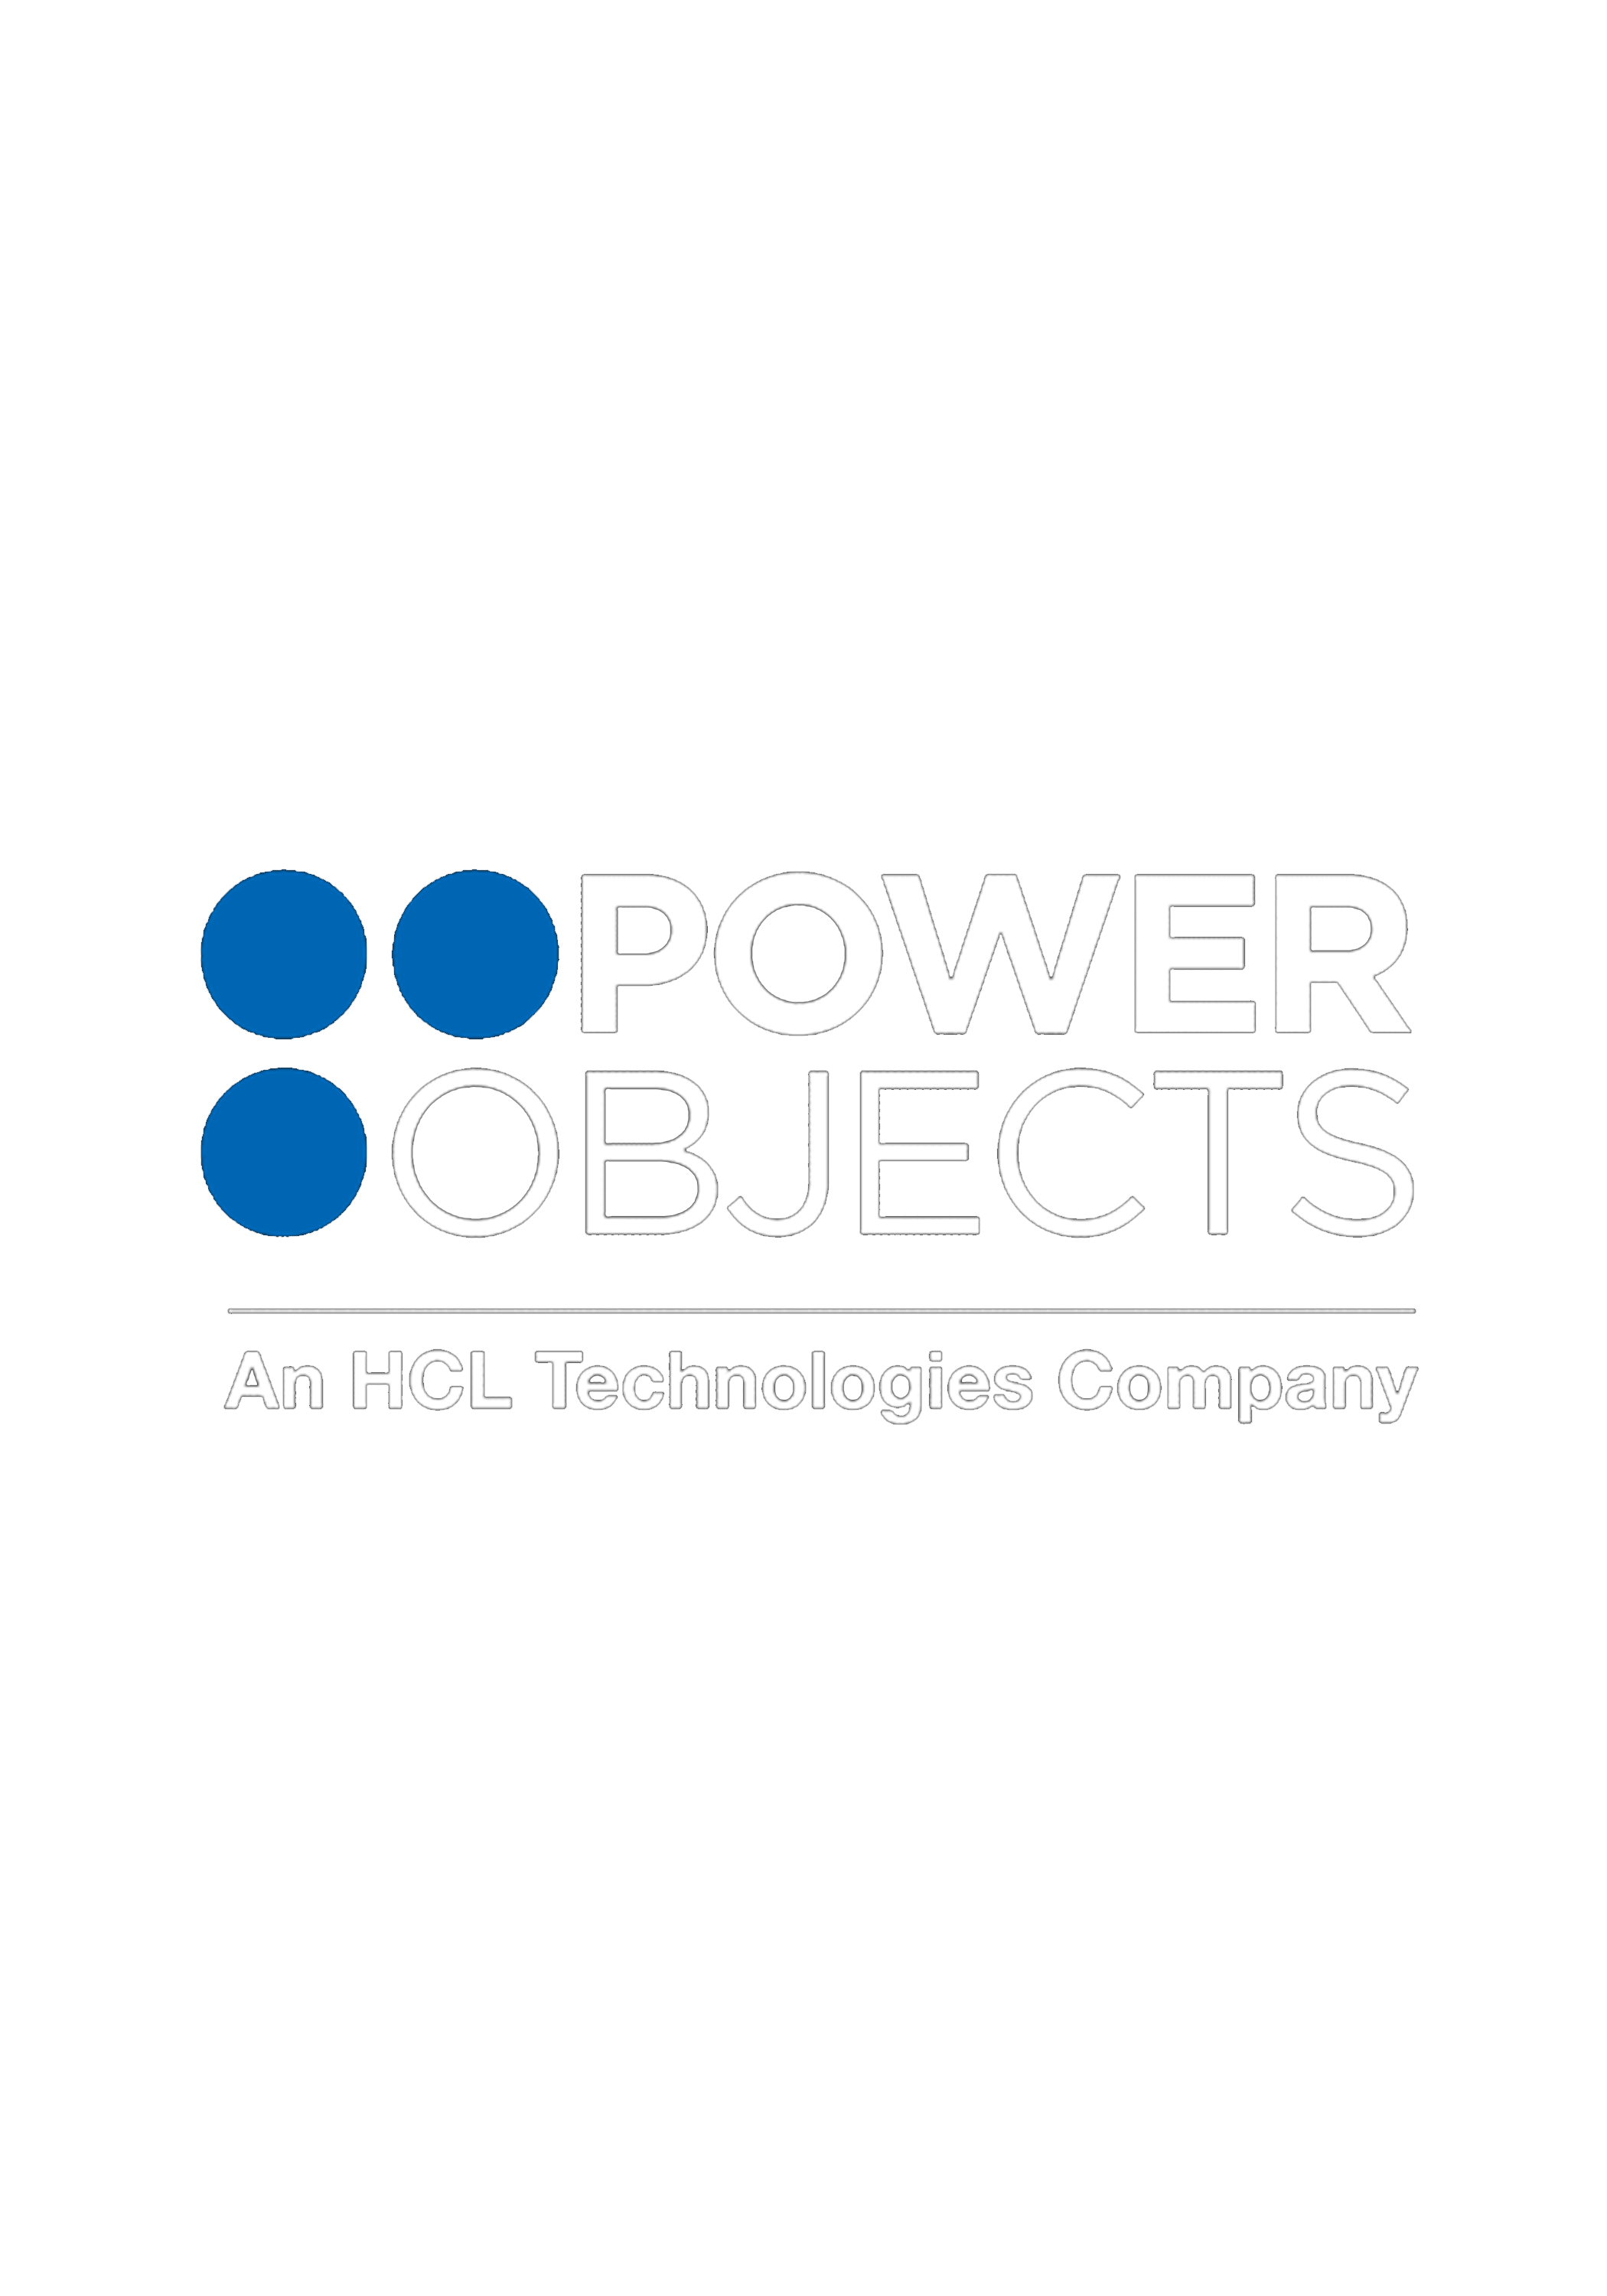 POWER
OBJECTS
An HCL Technologies Company